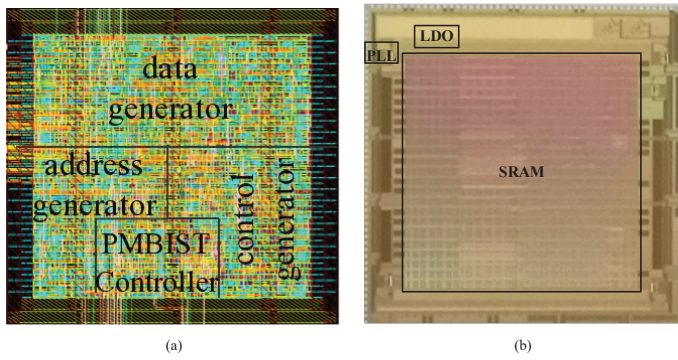 data
generator
address
generator
control
generator
PMBIST
Controller
(a)
LDO
PLL
SRAM
(b)